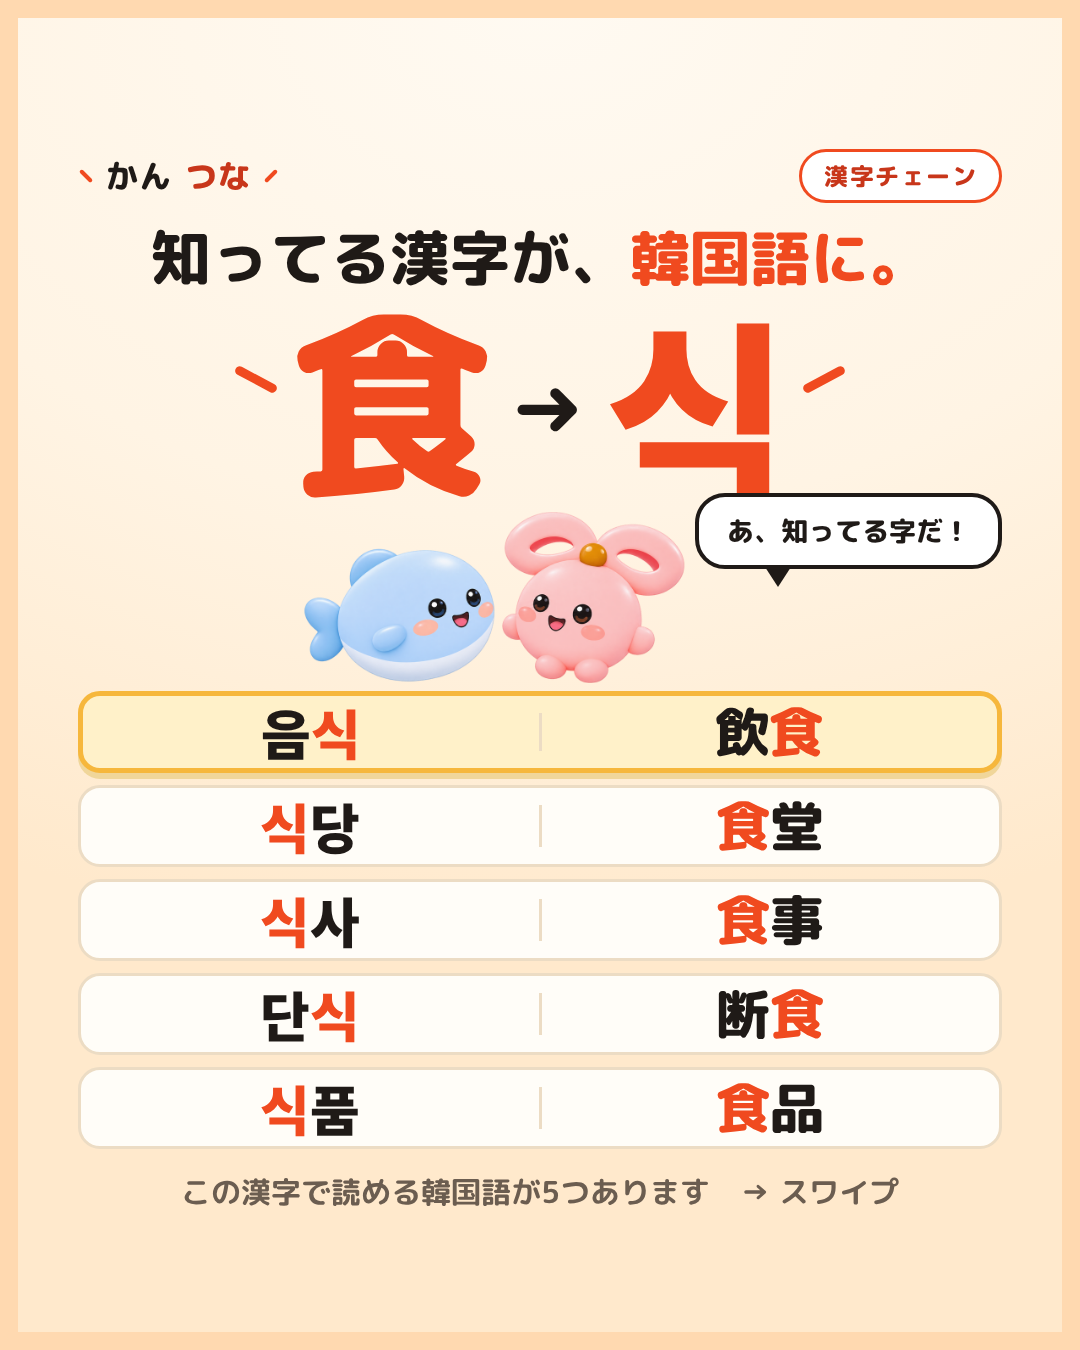 かん つな
漢字チェーン
知ってる漢字が、韓国語に。
食 → 식
あ、知ってる字だ！
음식 飲食
식당 食堂
식사 食事
단식 断食
식품 食品
この漢字で読める韓国語が5つあります → スワイプ